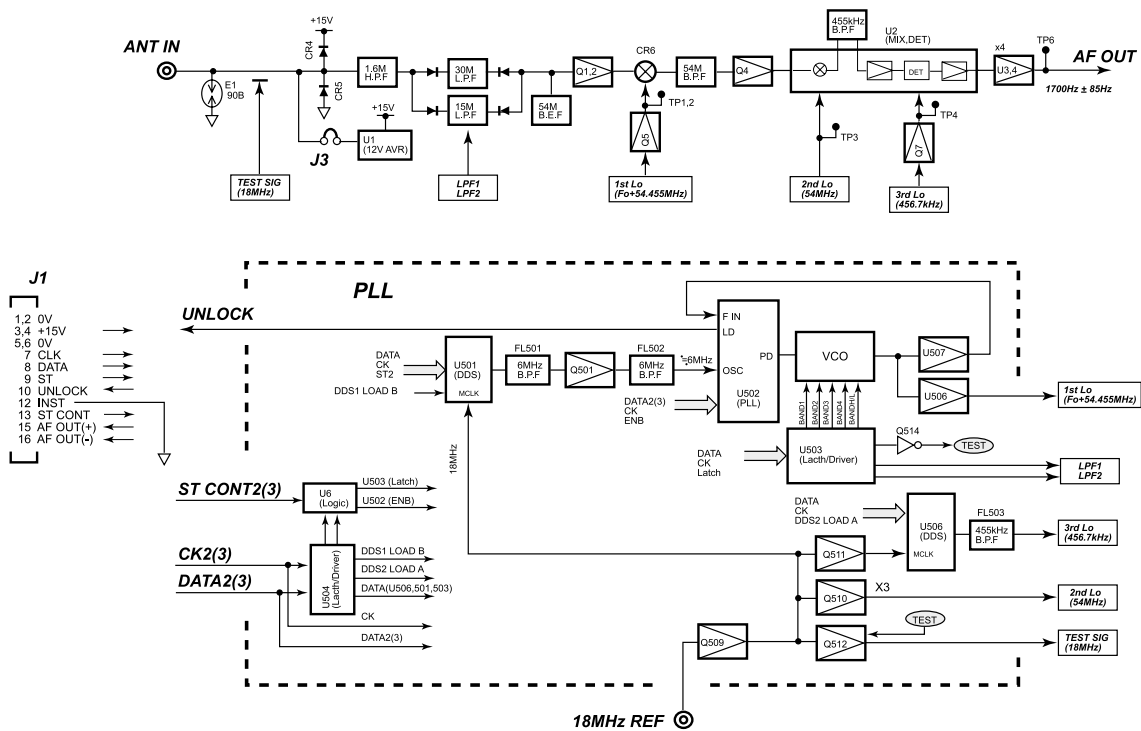 ANT IN
+15V
CR4
CR5
E1
90B
1.6M
H.P.F
30M
L.P.F
15M
L.P.F
54M
B.E.F
+15V
U1
(12V AVR)
J3
TEST SIG
(18MHz)
LPF1
LPF2
Q1,2
CR6
54M
B.P.F
Q4
TP1,2
Q5
1st Lo
(Fo+54.455MHz)
455kHz
B.P.F
U2
(MIX,DET)
DET
x4
U3,4
TP6
AF OUT
1700Hz ± 85Hz
TP3
TP4
Q7
2nd Lo
(54MHz)
3rd Lo
(456.7kHz)
J1
1,2 0V
3,4 +15V
5,6 0V
7 CLK
8 DATA
9 ST
10 UNLOCK
12 INST
13 ST CONT
15 AF OUT(+)
16 AF OUT(-)
PLL
UNLOCK
DATA
CK
ST2
DDS1 LOAD B
U501
(DDS)
MCLK
FL501
6MHz
B.P.F
Q501
FL502
6MHz
B.P.F
≒6MHz
F IN
LD
PD
OSC
U502
(PLL)
DATA2(3)
CK
ENB
VCO
U507
U506
1st Lo
(Fo+54.455MHz)
BAND1
BAND2
BAND3
BAND4
BANDH/L
DATA
CK
Latch
U503
(Lacth/Driver)
Q514
TEST
LPF1
LPF2
18MHz
ST CONT2(3)
U6
(Logic)
U503 (Latch)
U502 (ENB)
CK2(3)
DATA2(3)
U504
(Lacth/Driver)
DDS1 LOAD B
DDS2 LOAD A
DATA(U506,501,503)
CK
DATA2(3)
DATA
CK
DDS2 LOAD A
U506
(DDS)
MCLK
FL503
455kHz
B.P.F
3rd Lo
(456.7kHz)
Q511
Q510
X3
2nd Lo
(54MHz)
Q509
Q512
TEST
TEST SIG
(18MHz)
18MHz REF